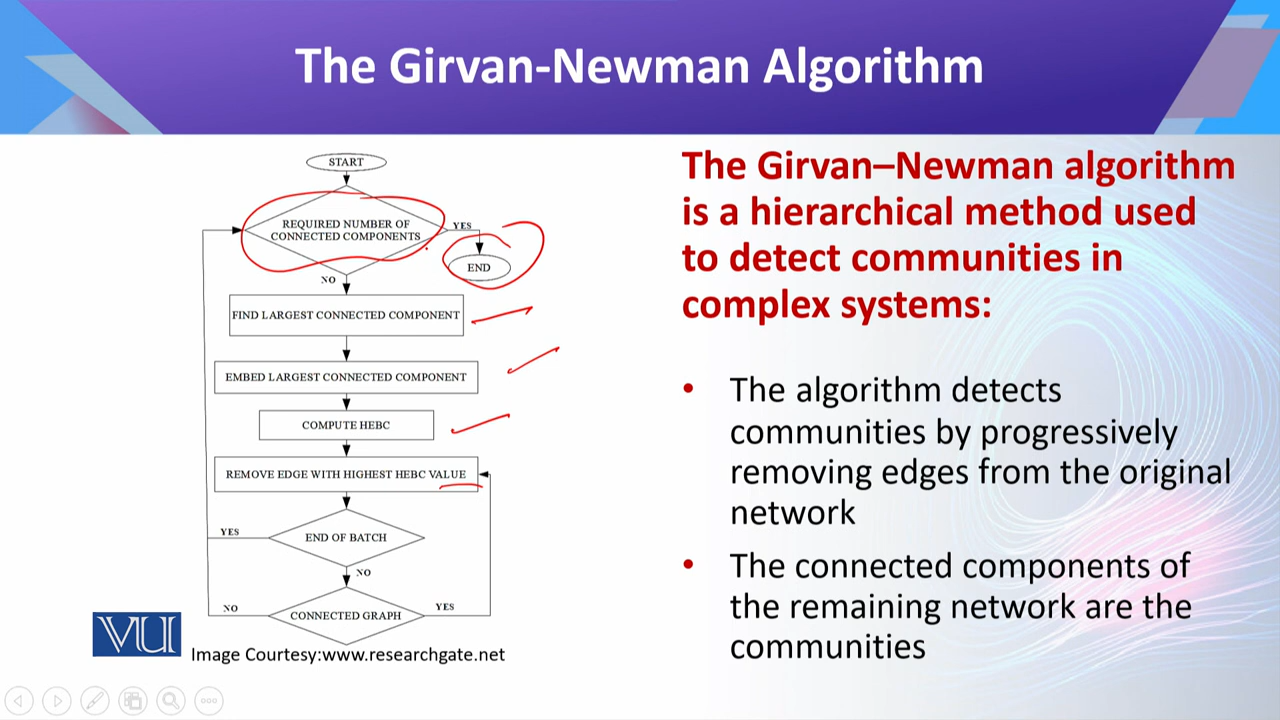 The Girvan-Newman Algorithm
START
REQUIRED NUMBER OF
CONNECTED COMPONENTS
YES
END
NO
FIND LARGEST CONNECTED COMPONENT
EMBED LARGEST CONNECTED COMPONENT
COMPUTE HEBC
REMOVE EDGE WITH HIGHEST HEBC VALUE
YES
END OF BATCH
NO
NO
CONNECTED GRAPH
YES
VU
Image Courtesy:www.researchgate.net
The Girvan–Newman algorithm
is a hierarchical method used
to detect communities in
complex systems:
• The algorithm detects
communities by progressively
removing edges from the original
network
• The connected components of
the remaining network are the
communities